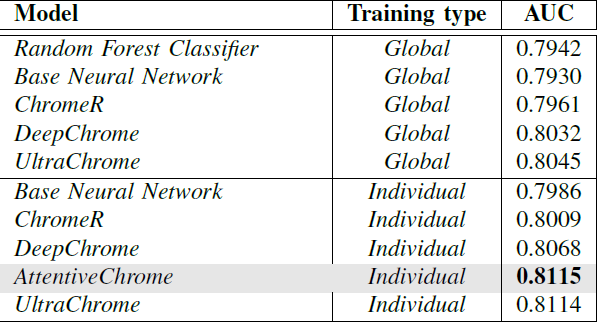 Model Training type AUC
Random Forest Classifier Global 0.7942
Base Neural Network Global 0.7930
ChromeR Global 0.7961
DeepChrome Global 0.8032
UltraChrome Global 0.8045
Base Neural Network Individual 0.7986
ChromeR Individual 0.8009
DeepChrome Individual 0.8068
AttentiveChrome Individual 0.8115
UltraChrome Individual 0.8114